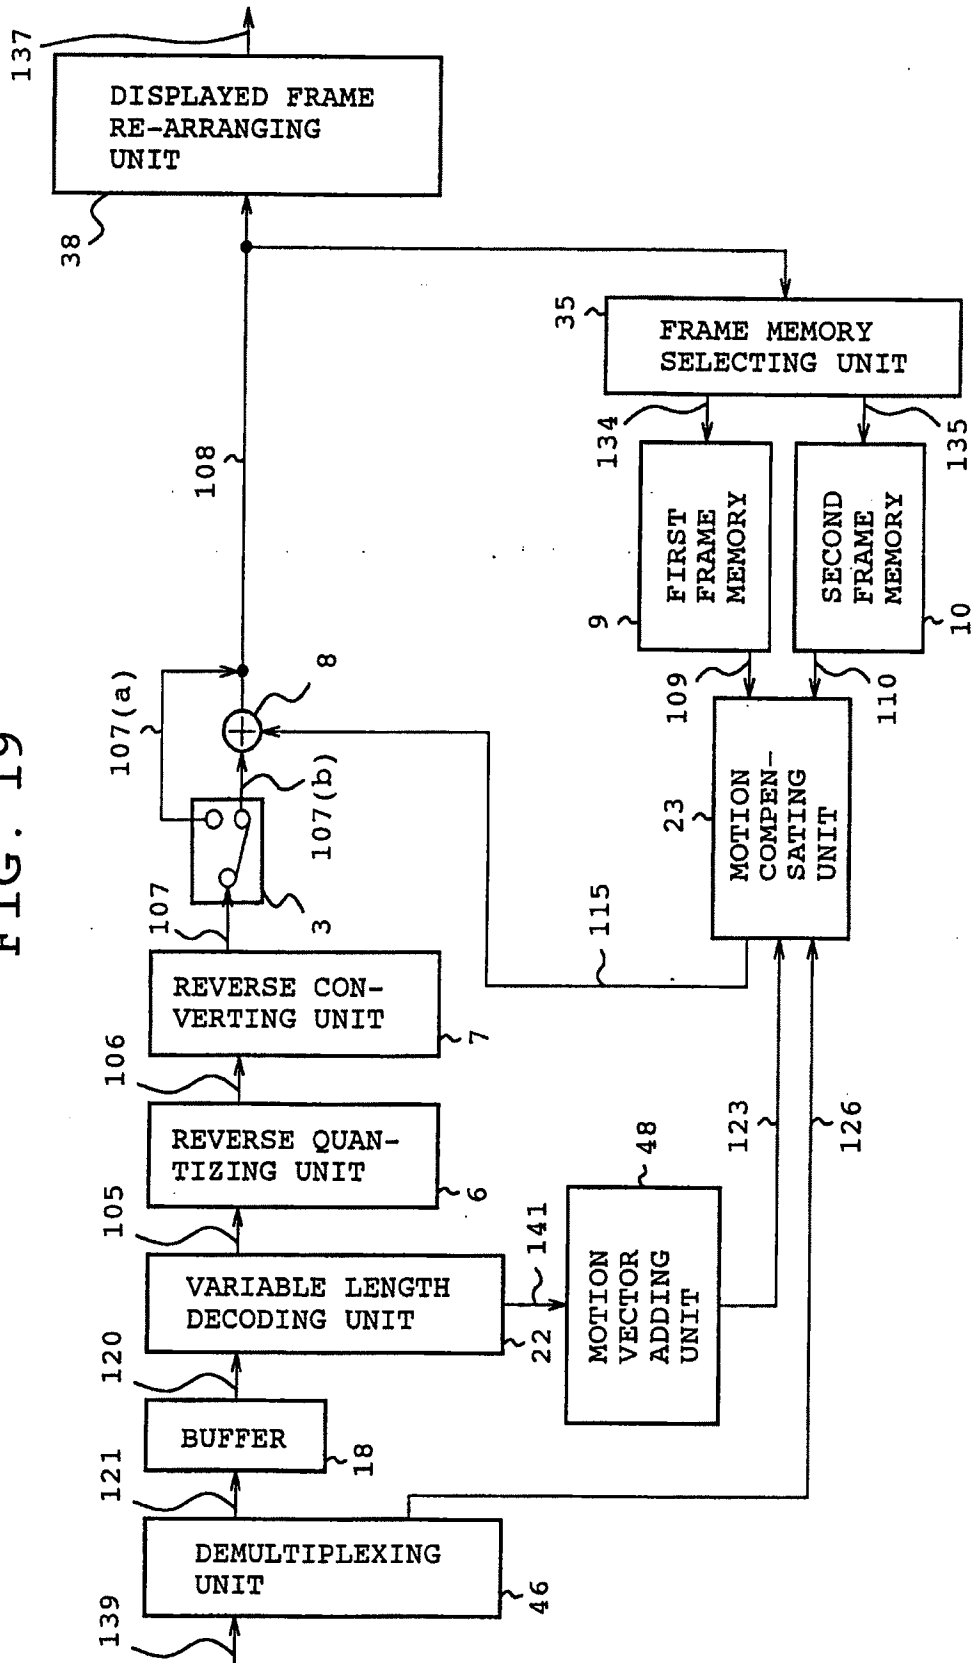 FIG. 19
139
DEMULTIPLEXING
UNIT
46
121
BUFFER
18
120
VARIABLE LENGTH
DECODING UNIT
22
105
REVERSE QUAN-
TIZING UNIT
6
106
REVERSE CON-
VERTING UNIT
7
107
3
107(a)
107(b)
8
108
38
DISPLAYED FRAME
RE-ARRANGING
UNIT
137
141
MOTION
VECTOR
ADDING
UNIT
48
123
126
115
23
MOTION
COMPEN-
SATING
UNIT
109
110
9
FIRST
FRAME
MEMORY
SECOND
FRAME
MEMORY
10
134
135
35
FRAME MEMORY
SELECTING UNIT